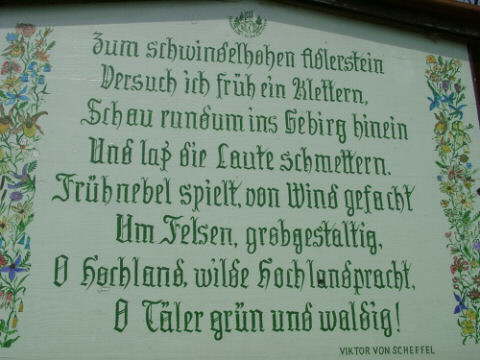 Zum schwindelhohen Adlerstein
Versuch ich früh ein Klettern,
Schau rundum ins Gebirg hinein
Und laß die Laute schmettern.
Frühnebel spielt, von Wind gefacht
Um Felsen, grobgestaltig,
O Hochland, wilde Hochlandspracht,
O Täler grün und waldig!
VIKTOR VON SCHEFFEL